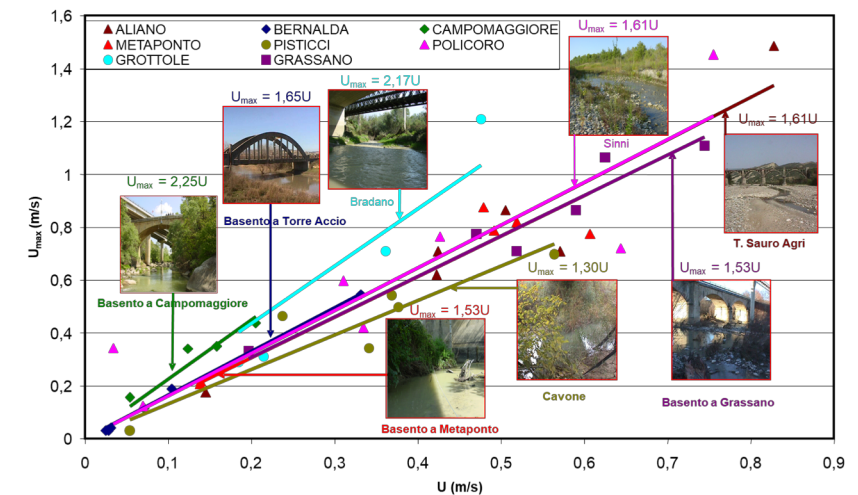 1,6
1,4
1,2
1
0,8
0,6
0,4
0,2
0
Umax (m/s)
ALIANO
BERNALDA
CAMPOMAGGIORE
METAPONTO
PISTICCI
POLICORO
GROTTOLE
GRASSANO
Umax = 1,61U
Sinni
Umax = 2,17U
Bradano
Umax = 1,65U
Basento a Torre Accio
Umax = 2,25U
Basento a Campomaggiore
Umax = 1,61U
T. Sauro Agri
Umax = 1,30U
Cavone
Umax = 1,53U
Basento a Grassano
Umax = 1,53U
Basento a Metaponto
0
0,1
0,2
0,3
0,4
0,5
0,6
0,7
0,8
0,9
U (m/s)